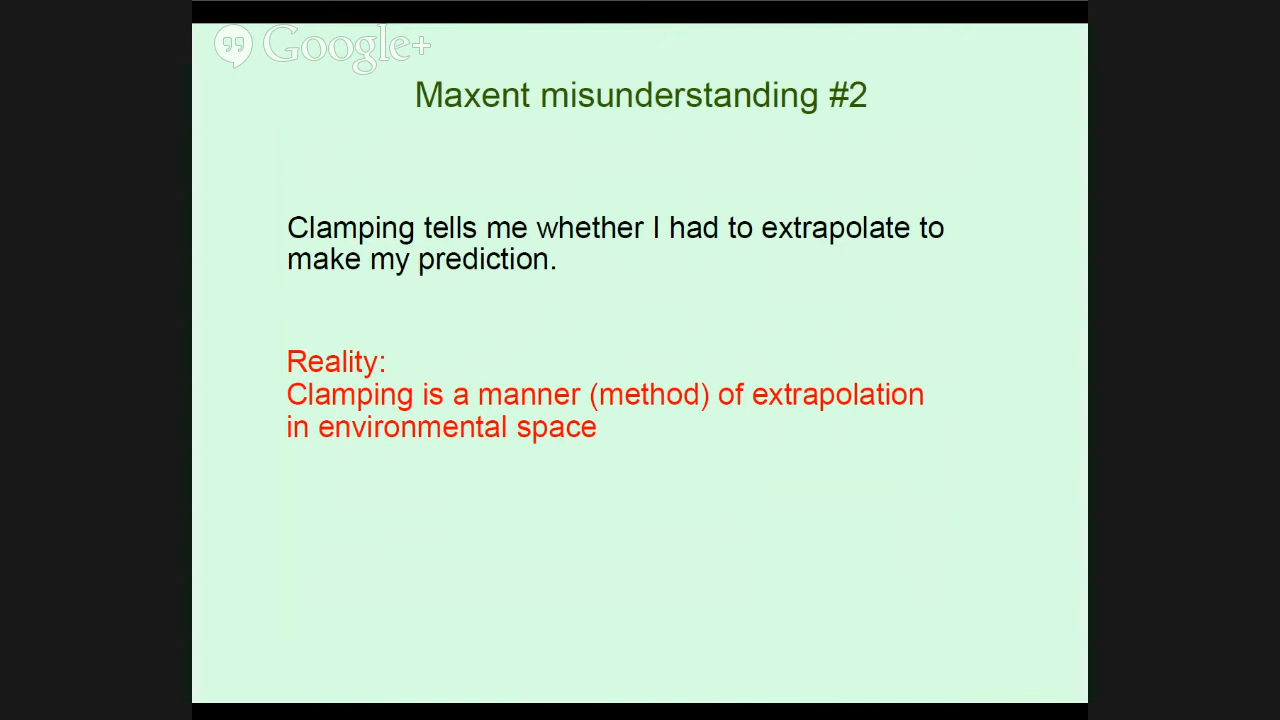 Google+
Maxent misunderstanding #2
Clamping tells me whether I had to extrapolate to
make my prediction.
Reality:
Clamping is a manner (method) of extrapolation
in environmental space